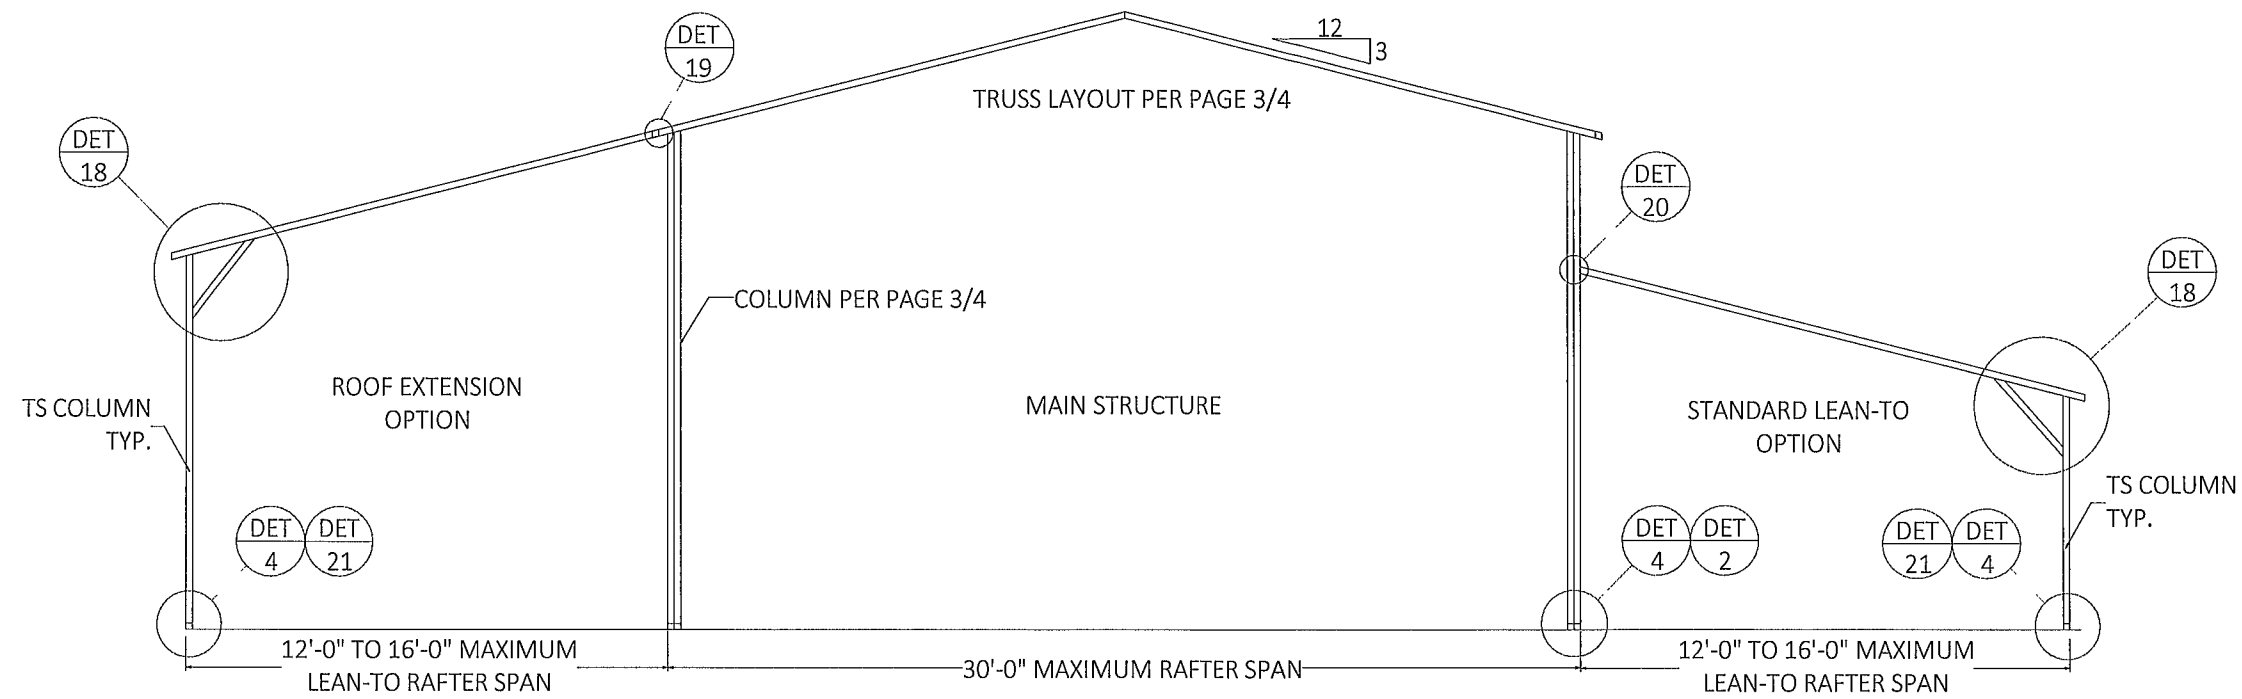 DET
19
12
3
TRUSS LAYOUT PER PAGE 3/4
DET
18
DET
20
DET
18
COLUMN PER PAGE 3/4
ROOF EXTENSION
OPTION
MAIN STRUCTURE
STANDARD LEAN-TO
OPTION
TS COLUMN
TYP.
TS COLUMN
TYP.
DET
4
DET
21
DET
4
DET
2
DET
21
DET
4
12'-0" TO 16'-0" MAXIMUM
LEAN-TO RAFTER SPAN
30'-0" MAXIMUM RAFTER SPAN
12'-0" TO 16'-0" MAXIMUM
LEAN-TO RAFTER SPAN